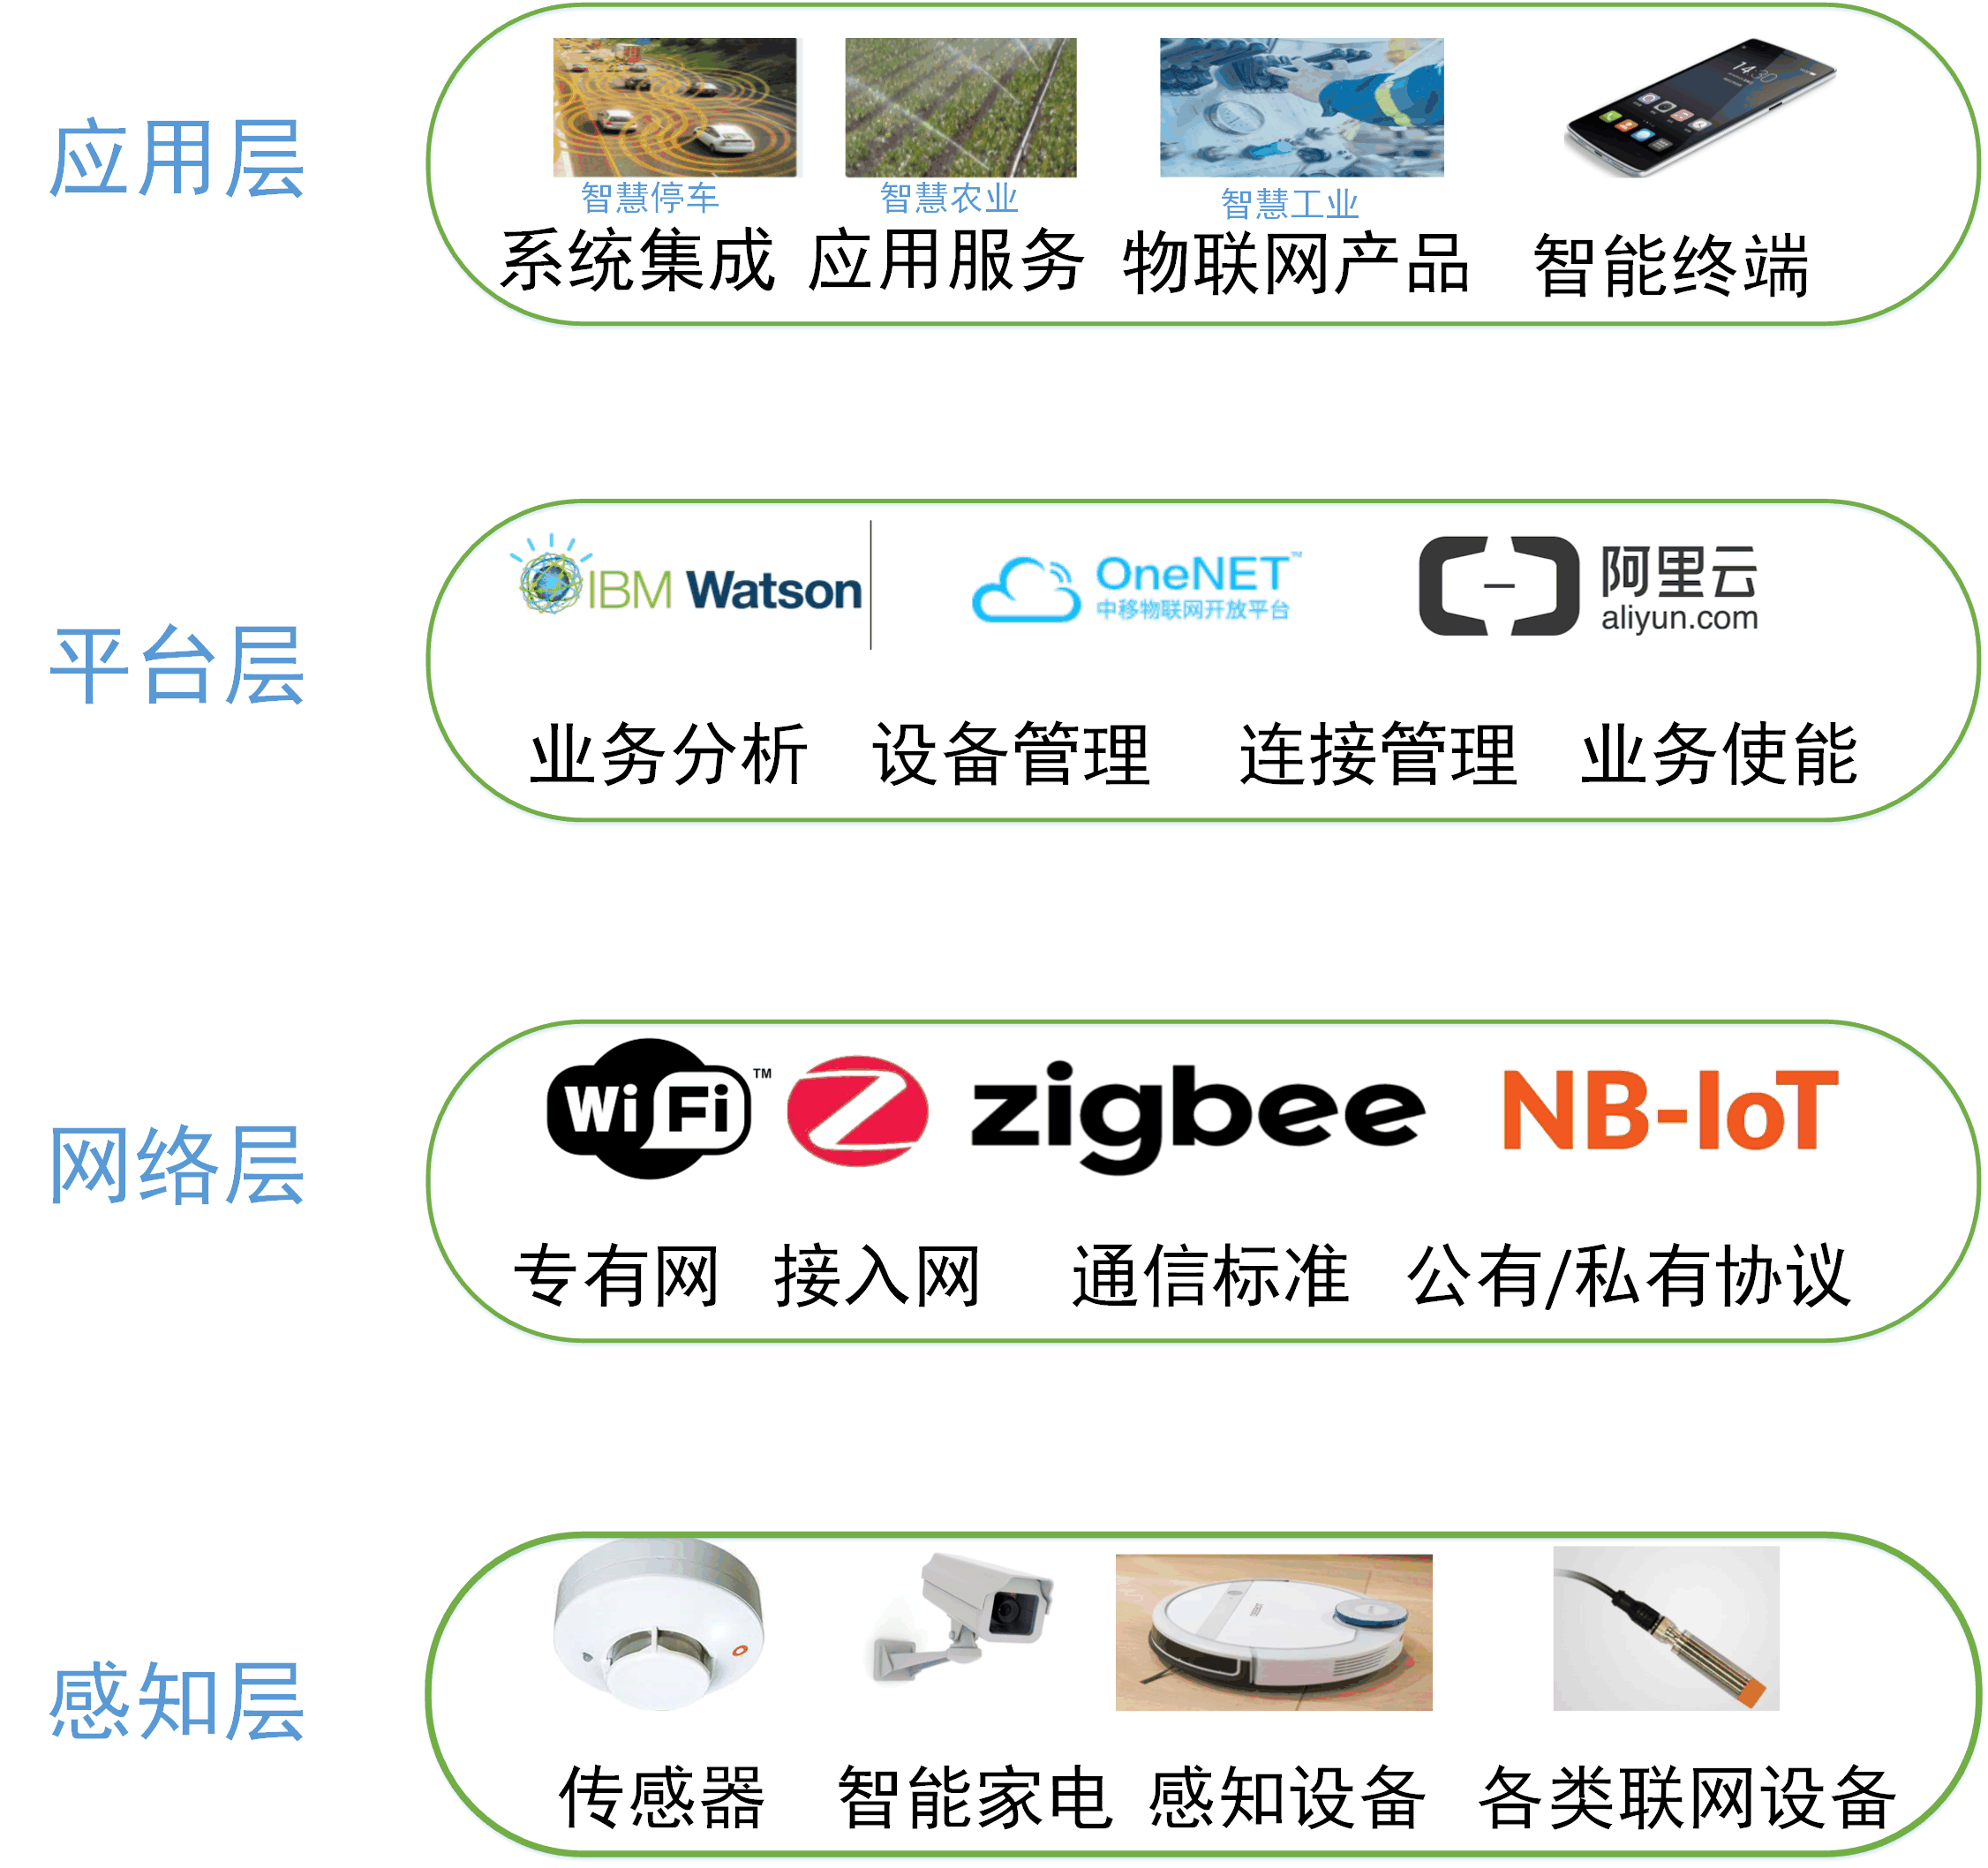 应用层
14:30
智慧停车 智慧农业 智慧工业
系统集成 应用服务 物联网产品 智能终端
平台层
IBM Watson
OneNET™
中移物联网开放平台
阿里云
aliyun.com
业务分析 设备管理 连接管理 业务使能
网络层
WiFi™ zigbee NB-IoT
专有网 接入网 通信标准 公有/私有协议
感知层
传感器 智能家电 感知设备 各类联网设备